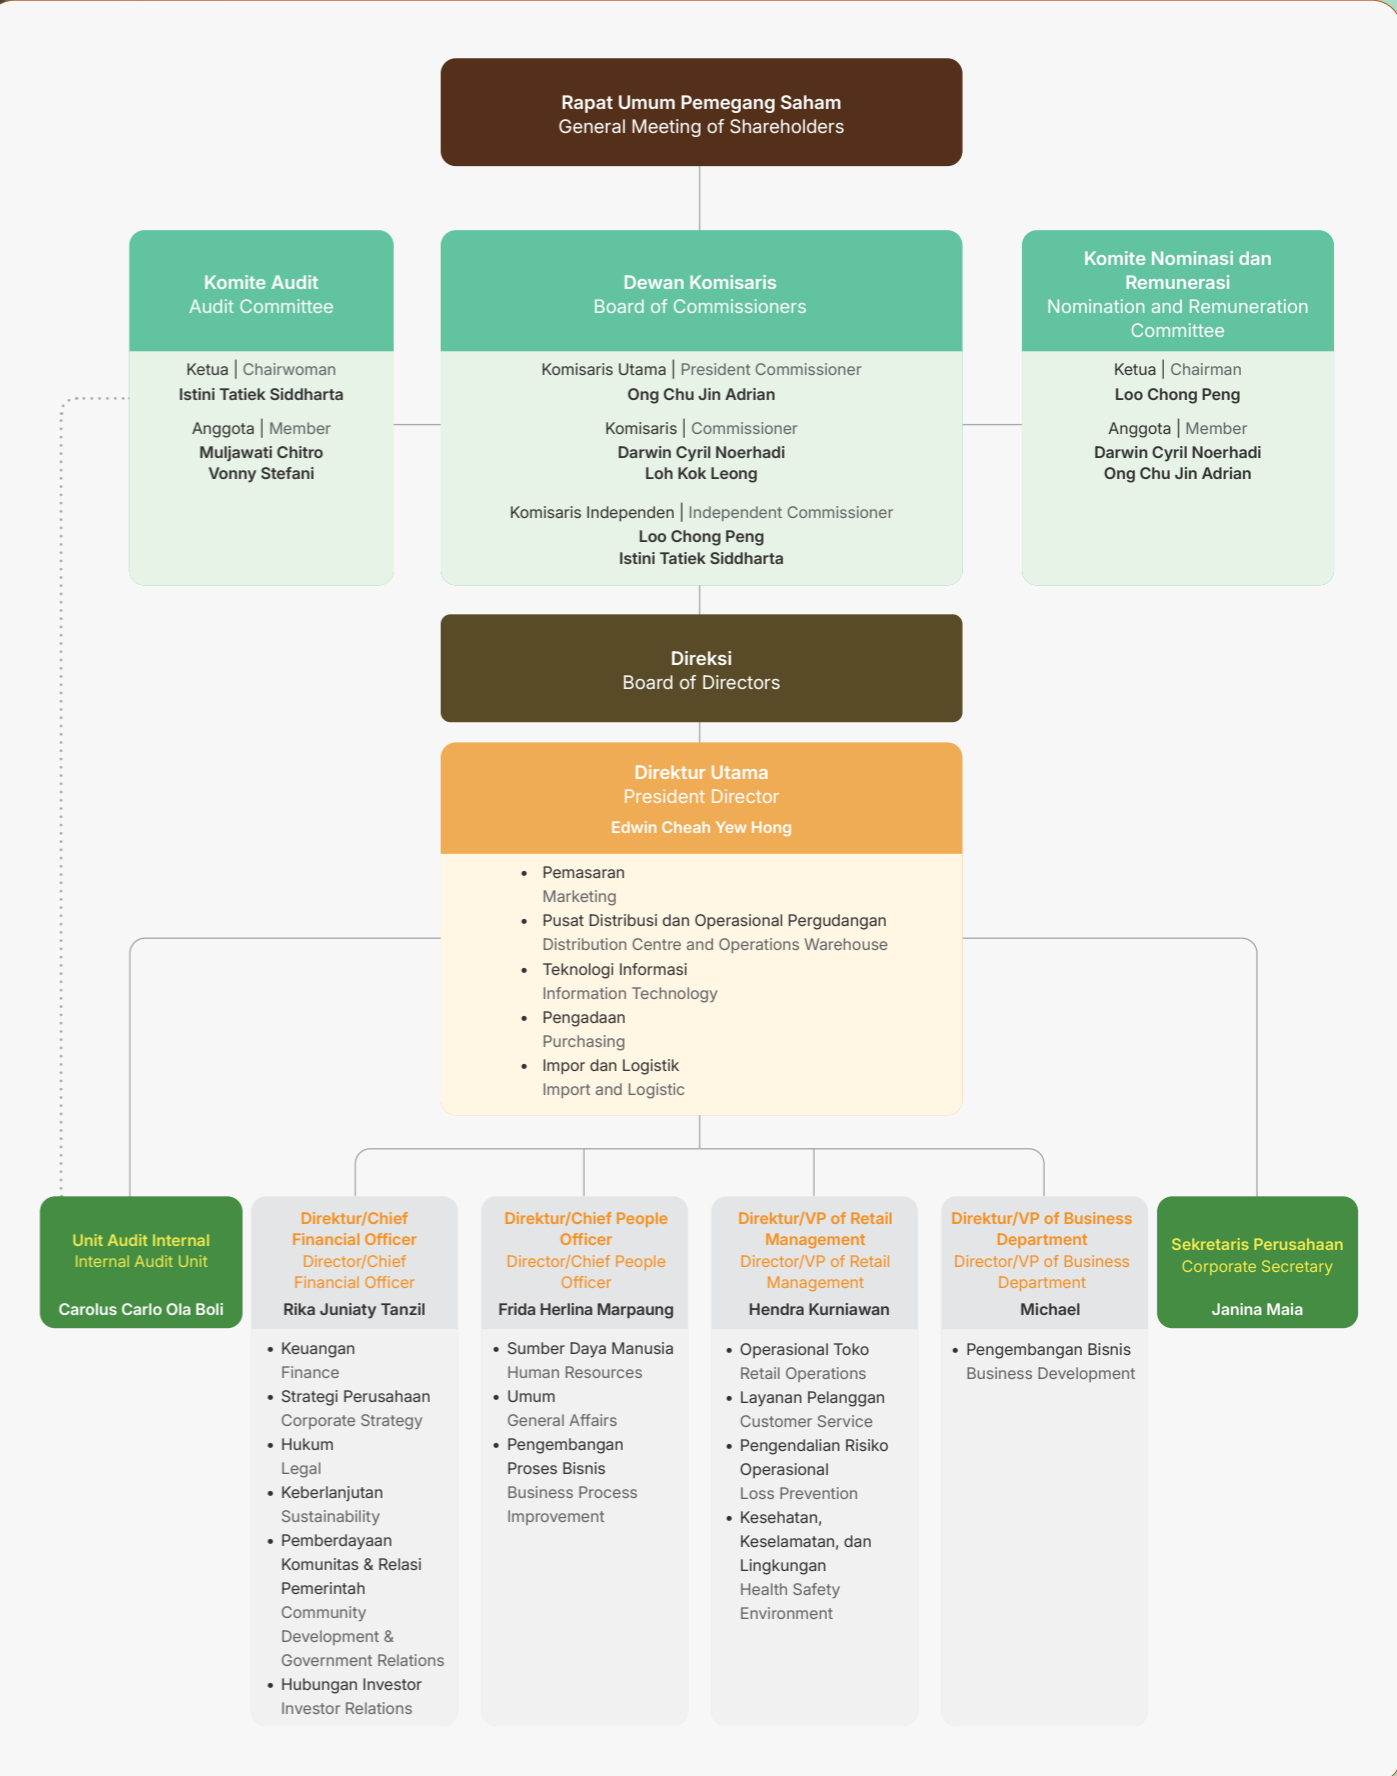 Rapat Umum Pemegang Saham
General Meeting of Shareholders
Komite Audit
Audit Committee
Ketua | Chairwoman
Istini Tatiek Siddharta
Anggota | Member
Muljawati Chitro
Vonny Stefani
Dewan Komisaris
Board of Commissioners
Komisaris Utama | President Commissioner
Ong Chu Jin Adrian
Komisaris | Commissioner
Darwin Cyril Noerhadi
Loh Kok Leong
Komisaris Independen | Independent Commissioner
Loo Chong Peng
Istini Tatiek Siddharta
Komite Nominasi dan
Remunerasi
Nomination and Remuneration
Committee
Ketua | Chairman
Loo Chong Peng
Anggota | Member
Darwin Cyril Noerhadi
Ong Chu Jin Adrian
Direksi
Board of Directors
Direktur Utama
President Director
Edwin Cheah Yew Hong
• Pemasaran
Marketing
• Pusat Distribusi dan Operasional Pergudangan
Distribution Centre and Operations Warehouse
• Teknologi Informasi
Information Technology
• Pengadaan
Purchasing
• Impor dan Logistik
Import and Logistic
Unit Audit Internal
Internal Audit Unit
Carolus Carlo Ola Boli
Direktur/Chief
Financial Officer
Director/Chief
Financial Officer
Rika Juniaty Tanzil
• Keuangan
Finance
• Strategi Perusahaan
Corporate Strategy
• Hukum
Legal
• Keberlanjutan
Sustainability
• Pemberdayaan
Komunitas & Relasi
Pemerintah
Community
Development &
Government Relations
• Hubungan Investor
Investor Relations
Direktur/Chief People
Officer
Director/Chief People
Officer
Frida Herlina Marpaung
• Sumber Daya Manusia
Human Resources
• Umum
General Affairs
• Pengembangan
Proses Bisnis
Business Process
Improvement
Direktur/VP of Retail
Management
Director/VP of Retail
Management
Hendra Kurniawan
• Operasional Toko
Retail Operations
• Layanan Pelanggan
Customer Service
• Pengendalian Risiko
Operasional
Loss Prevention
• Kesehatan,
Keselamatan, dan
Lingkungan
Health Safety
Environment
Direktur/VP of Business
Department
Director/VP of Business
Department
Michael
• Pengembangan Bisnis
Business Development
Sekretaris Perusahaan
Corporate Secretary
Janina Maia